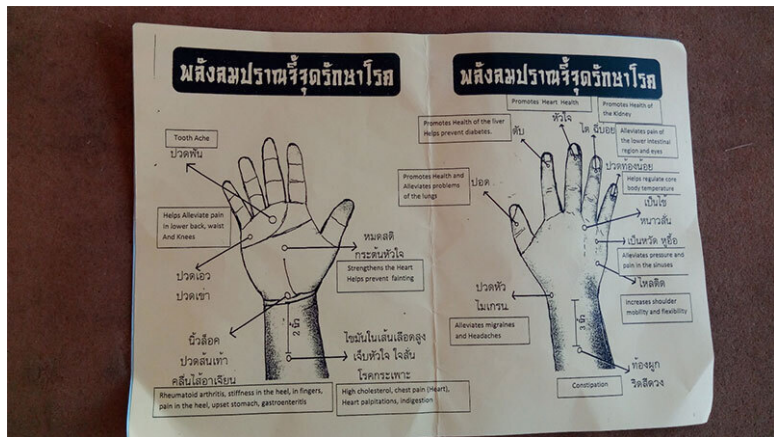 พลังลมปราณจี้จุดรักษาโรค
Tooth Ache
ปวดฟัน
Helps Alleviate pain
in lower back, waist
And Knees
ปวดเอว
ปวดเข่า
หมดสติ
กระตุ้นหัวใจ
Strengthens the Heart
Helps prevent fainting
2 นิ้ว
นิ้วล็อค
ปวดส้นเท้า
คลื่นไส้อาเจียน
Rheumatoid arthritis, stiffness in the heel, in fingers,
pain in the heel, upset stomach, gastroenteritis
ไขมันในเส้นเลือดสูง
เจ็บหัวใจ ใจสั่น
โรคกระเพาะ
High cholesterol, chest pain (Heart),
Heart palpitations, indigestion
พลังลมปราณจี้จุดรักษาโรค
Promotes Heart Health
หัวใจ
Promotes Health of
the Kidney
ไต ฉี่บ่อย
Promotes Health of the liver
Helps prevent diabetes.
ตับ
Alleviates pain of
the lower intestinal
region and eyes
ปวดท้องน้อย
Promotes Health and
Alleviates problems
of the lungs
ปอด
Helps regulate core
body temperature
เป็นไข้
หนาวสั่น
เป็นหวัด หูอื้อ
Alleviates pressure and
pain in the sinuses
ไหล่ติด
Increases shoulder
mobility and flexibility
ปวดหัว
ไมเกรน
Alleviates migraines
and Headaches
3 นิ้ว
ท้องผูก
ริดสีดวง
Constipation